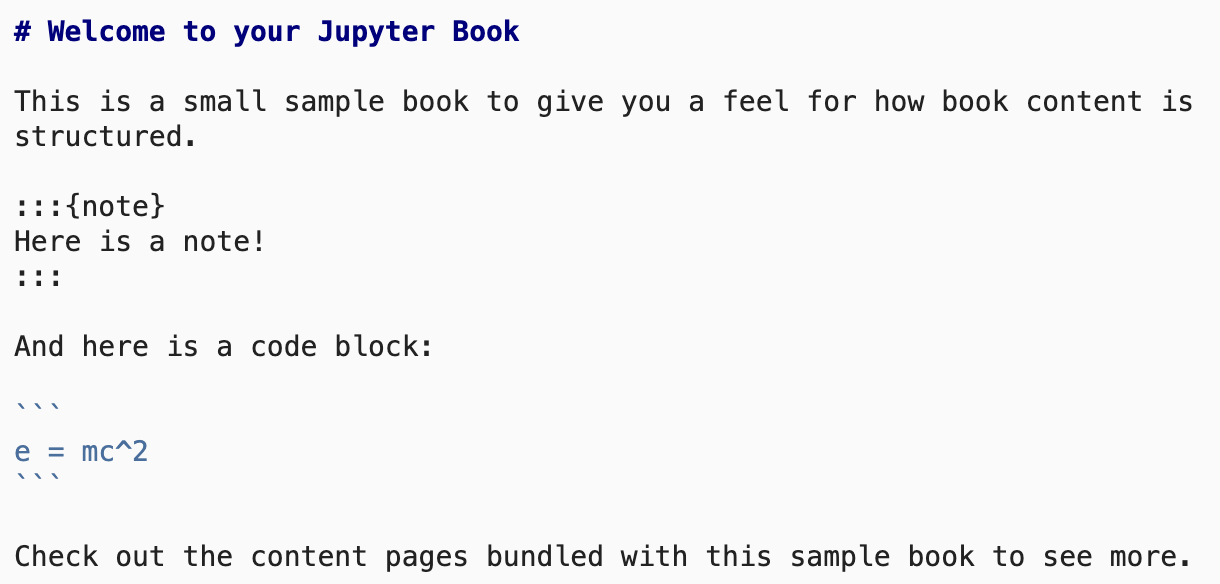 # Welcome to your Jupyter Book
This is a small sample book to give you a feel for how book content is
structured.
:::{note}
Here is a note!
:::
And here is a code block:
```
e = mc^2
```
Check out the content pages bundled with this sample book to see more.